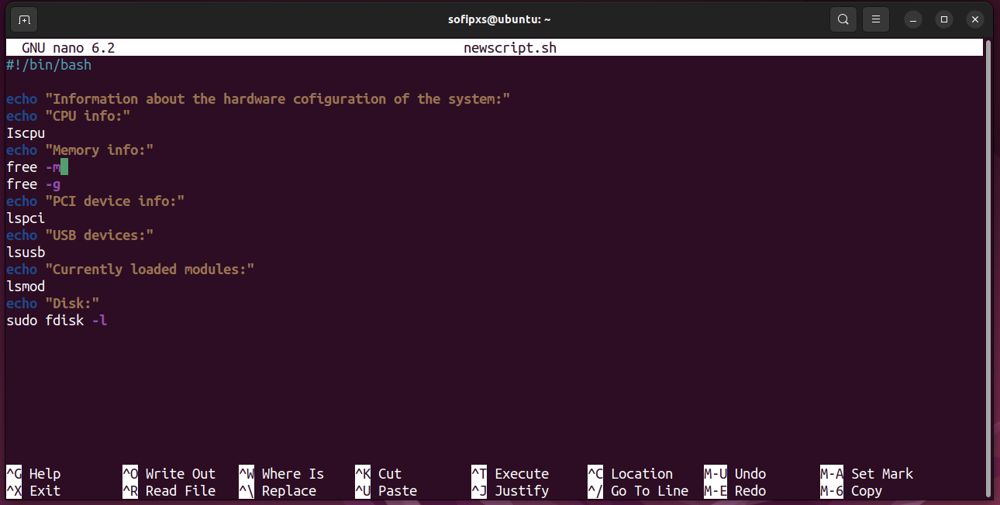 sofipxs@ubuntu: ~
GNU nano 6.2 newscript.sh
#!/bin/bash
echo "Information about the hardware cofiguration of the system:"
echo "CPU info:"
Iscpu
echo "Memory info:"
free -m
free -g
echo "PCI device info:"
lspci
echo "USB devices:"
lsusb
echo "Currently loaded modules:"
lsmod
echo "Disk:"
sudo fdisk -l
^G Help ^O Write Out ^W Where Is ^K Cut ^T Execute ^C Location M-U Undo M-A Set Mark
^X Exit ^R Read File ^\ Replace ^U Paste ^J Justify ^/ Go To Line M-E Redo M-6 Copy